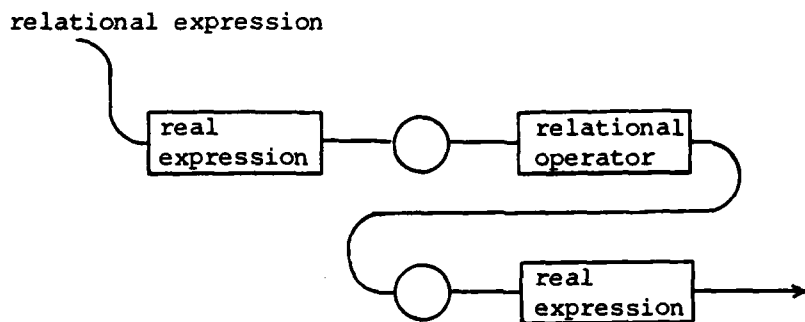 relational expression
real
expression
relational
operator
real
expression